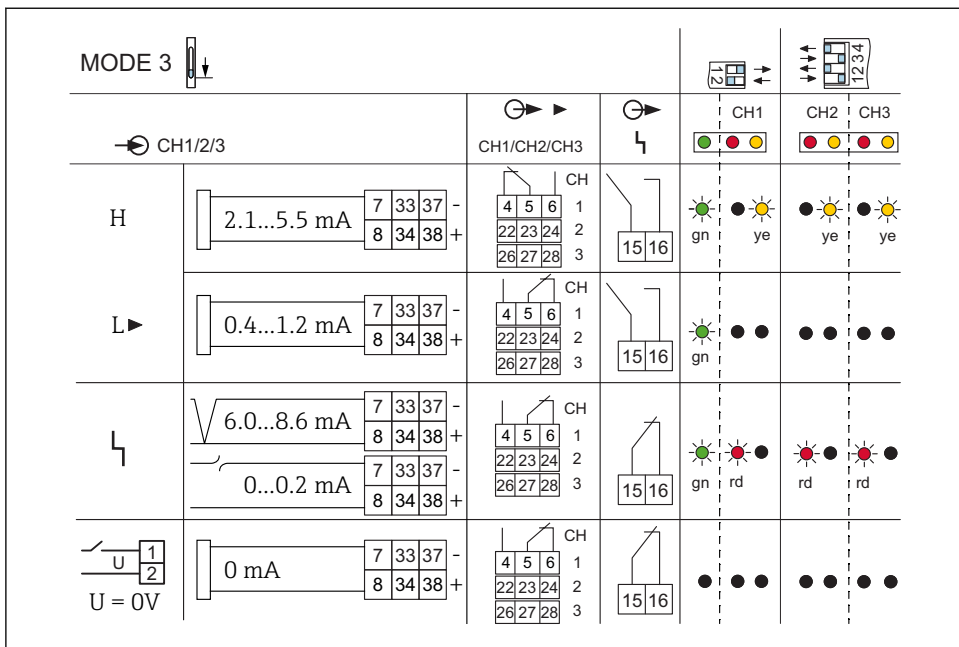 MODE 3
1 2
1 2 3 4
CH1/2/3
CH1/CH2/CH3
CH1
CH2 CH3
H
2.1...5.5 mA
7 33 37 -
8 34 38 +
CH
4 5 6 1
22 23 24 2
26 27 28 3
15 16
gn ye ye ye
L
0.4...1.2 mA
7 33 37 -
8 34 38 +
CH
4 5 6 1
22 23 24 2
26 27 28 3
15 16
gn
6.0...8.6 mA
7 33 37 -
8 34 38 +
0...0.2 mA
7 33 37 -
8 34 38 +
CH
4 5 6 1
22 23 24 2
26 27 28 3
15 16
gn rd rd rd
U
1
2
U = 0V
0 mA
7 33 37 -
8 34 38 +
CH
4 5 6 1
22 23 24 2
26 27 28 3
15 16